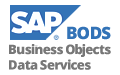 SAP BODS
Business Objects
Data Services